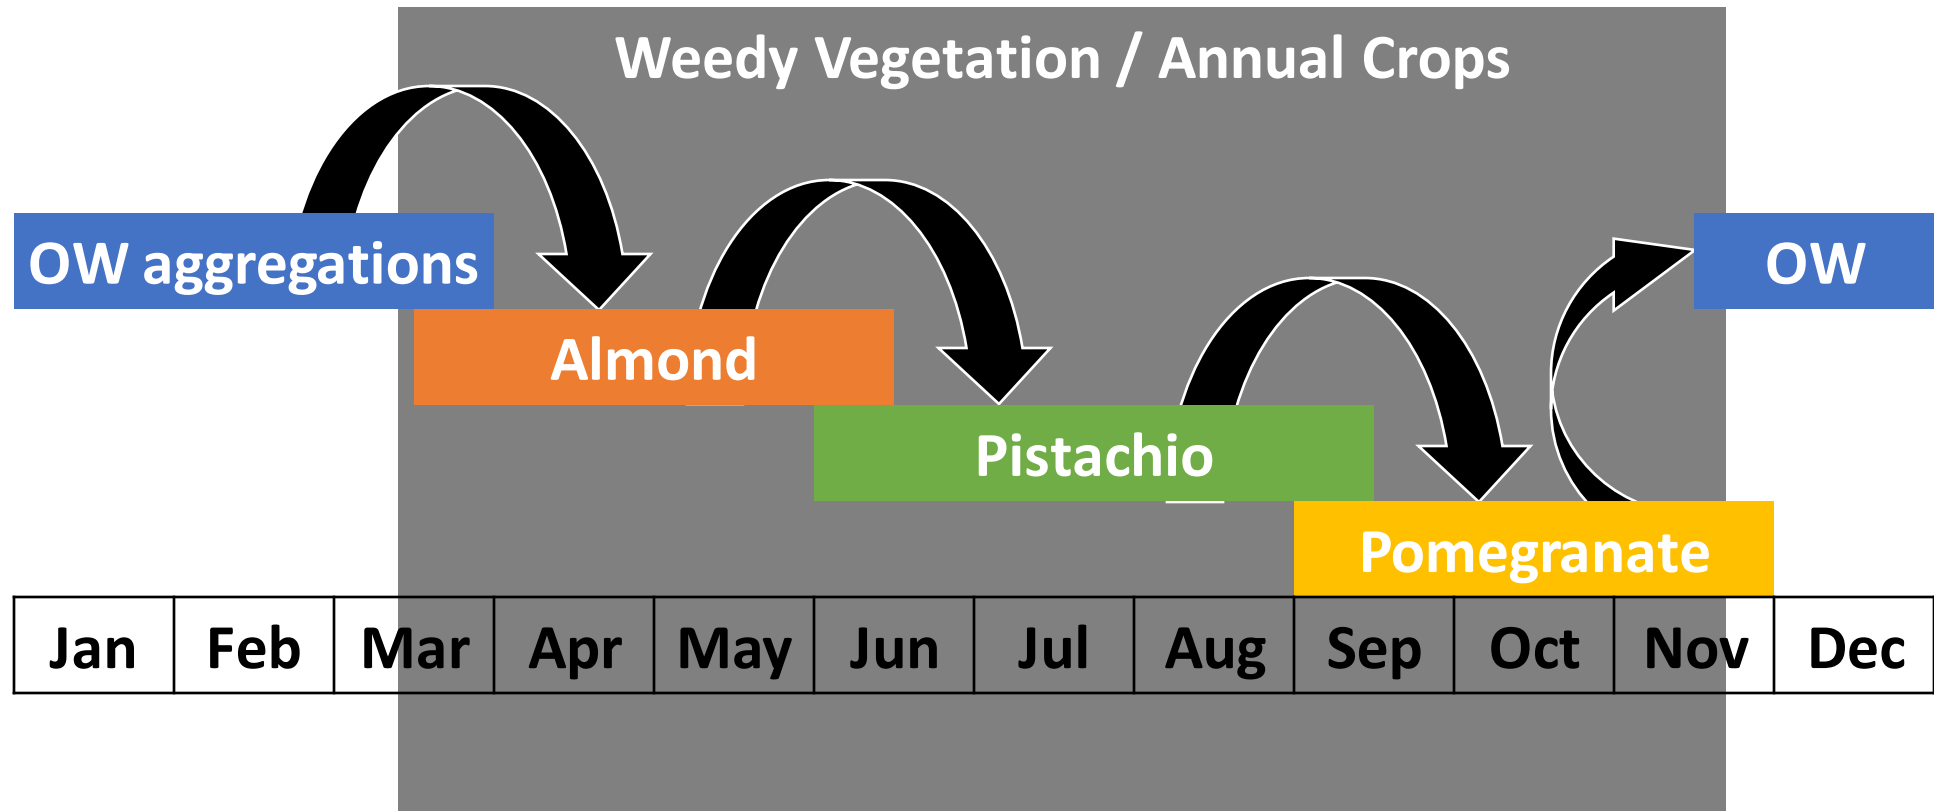 Weedy Vegetation / Annual Crops
OW aggregations
OW
Almond
Pistachio
Pomegranate
Jan Feb Mar Apr May Jun Jul Aug Sep Oct Nov Dec